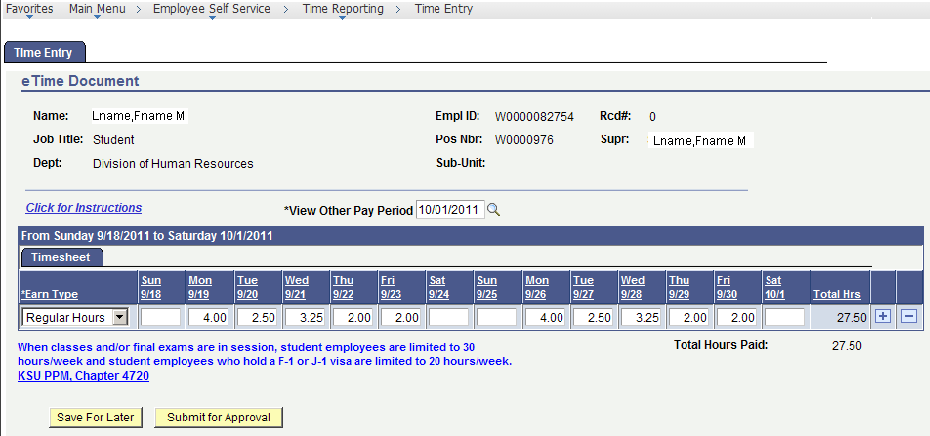 Favorites Main Menu > Employee Self Service > Time Reporting > Time Entry
Time Entry
eTime Document
Name: Lname,Fname M Empl ID: W0000082754 Rcd#: 0
Job Title: Student Pos Nbr: W0000976 Supr: Lname,Fname M
Dept: Division of Human Resources Sub-Unit:
Click for Instructions *View Other Pay Period 10/01/2011
From Sunday 9/18/2011 to Saturday 10/1/2011
Timesheet
Sun Mon Tue Wed Thu Fri Sat Sun Mon Tue Wed Thu Fri Sat
*Earn Type 9/18 9/19 9/20 9/21 9/22 9/23 9/24 9/25 9/26 9/27 9/28 9/29 9/30 10/1 Total Hrs
Regular Hours 4.00 2.50 3.25 2.00 2.00 4.00 2.50 3.25 2.00 2.00 27.50 + −
When classes and/or final exams are in session, student employees are limited to 30 Total Hours Paid: 27.50
hours/week and student employees who hold a F-1 or J-1 visa are limited to 20 hours/week.
KSU PPM, Chapter 4720
Save For Later Submit for Approval